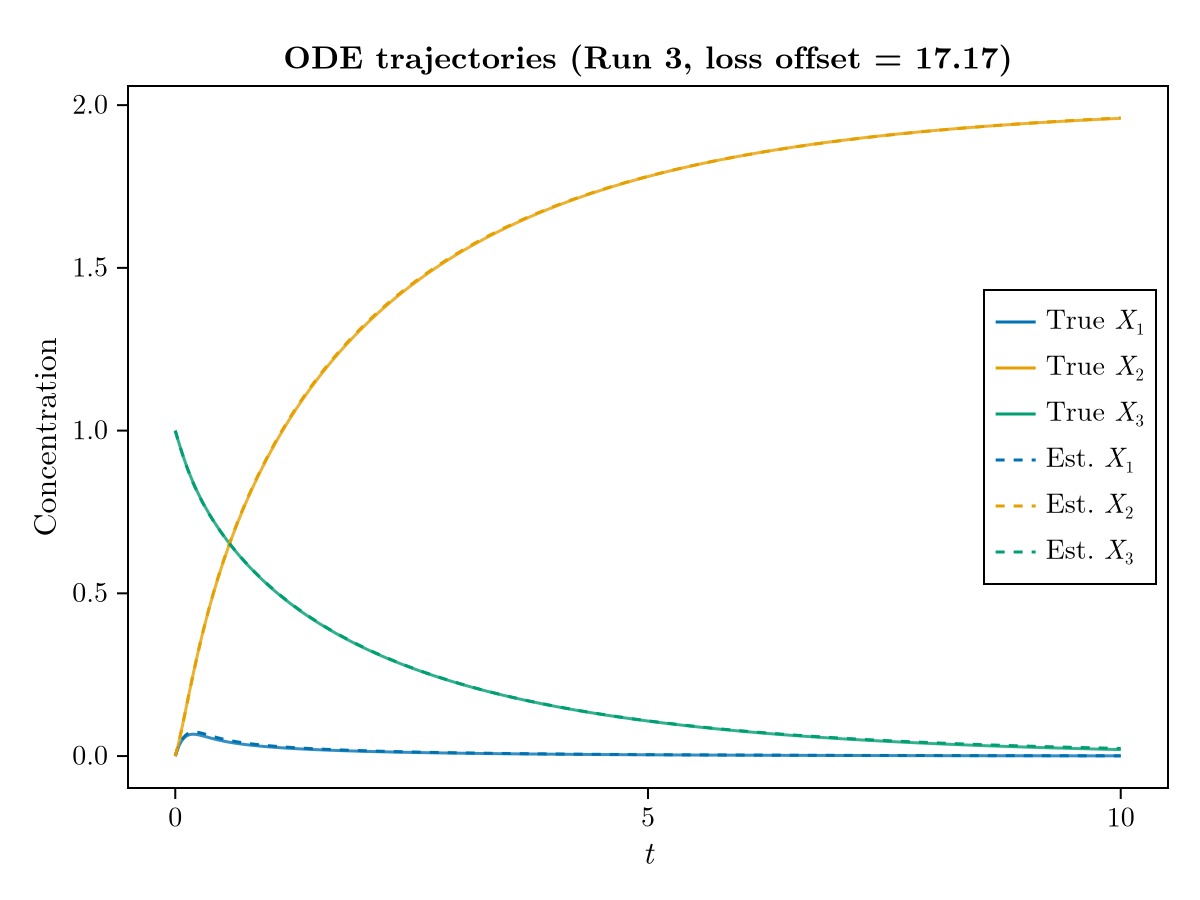 ODE trajectories (Run 3, loss offset = 17.17)
2.0
1.5
1.0
0.5
0.0
Concentration
True X₁
True X₂
True X₃
Est. X₁
Est. X₂
Est. X₃
0 5 10
t